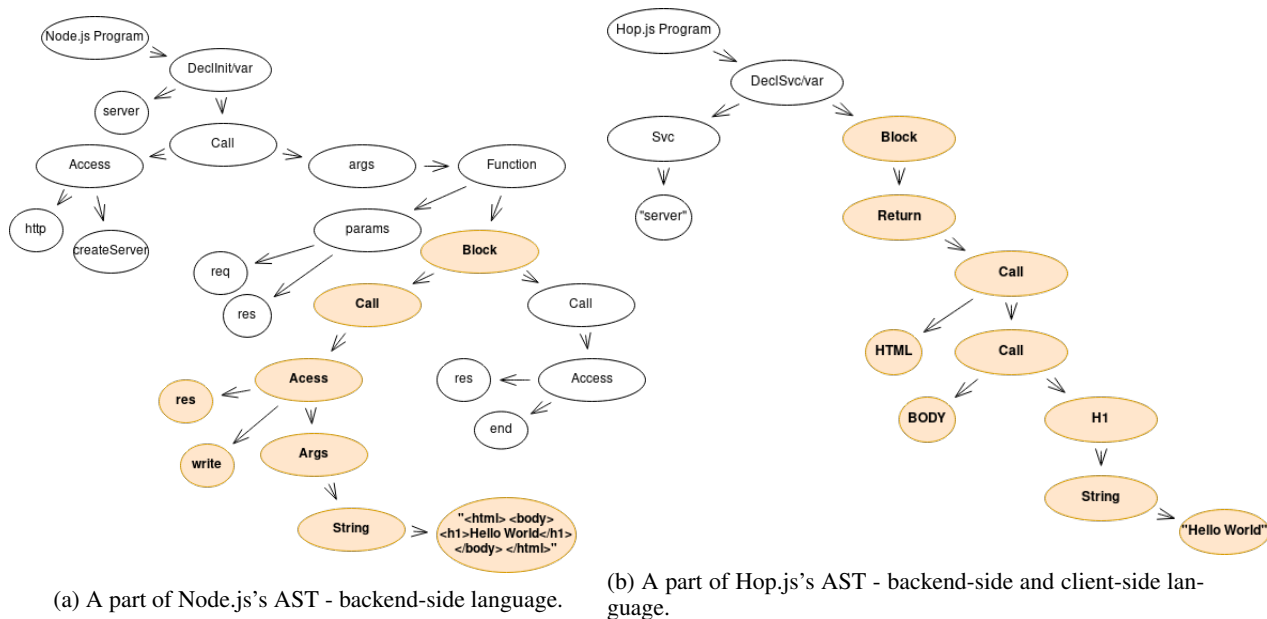 Node.js Program
DeclInit/var
server
Call
Access
args
Function
http
createServer
params
req
res
Block
Call
Call
Acess
res
Access
res
end
write
Args
String
"<html> <body>
<h1>Hello World</h1>
</body> </html>"
(a) A part of Node.js's AST - backend-side language.
Hop.js Program
DeclSvc/var
Svc
Block
"server"
Return
Call
HTML
Call
BODY
H1
String
"Hello World"
(b) A part of Hop.js's AST - backend-side and client-side lan-
guage.